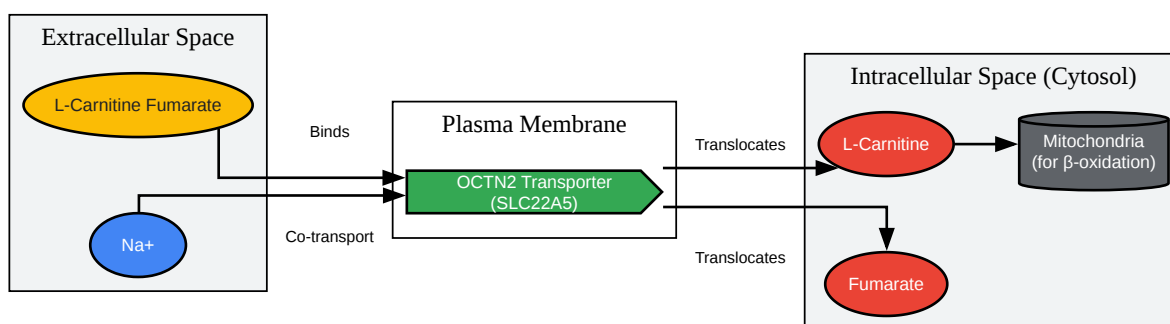 Extracellular Space
L-Carnitine Fumarate
Na+
Binds
Co-transport
Plasma Membrane
OCTN2 Transporter
(SLC22A5)
Translocates
Translocates
Intracellular Space (Cytosol)
L-Carnitine
Mitochondria
(for β-oxidation)
Fumarate